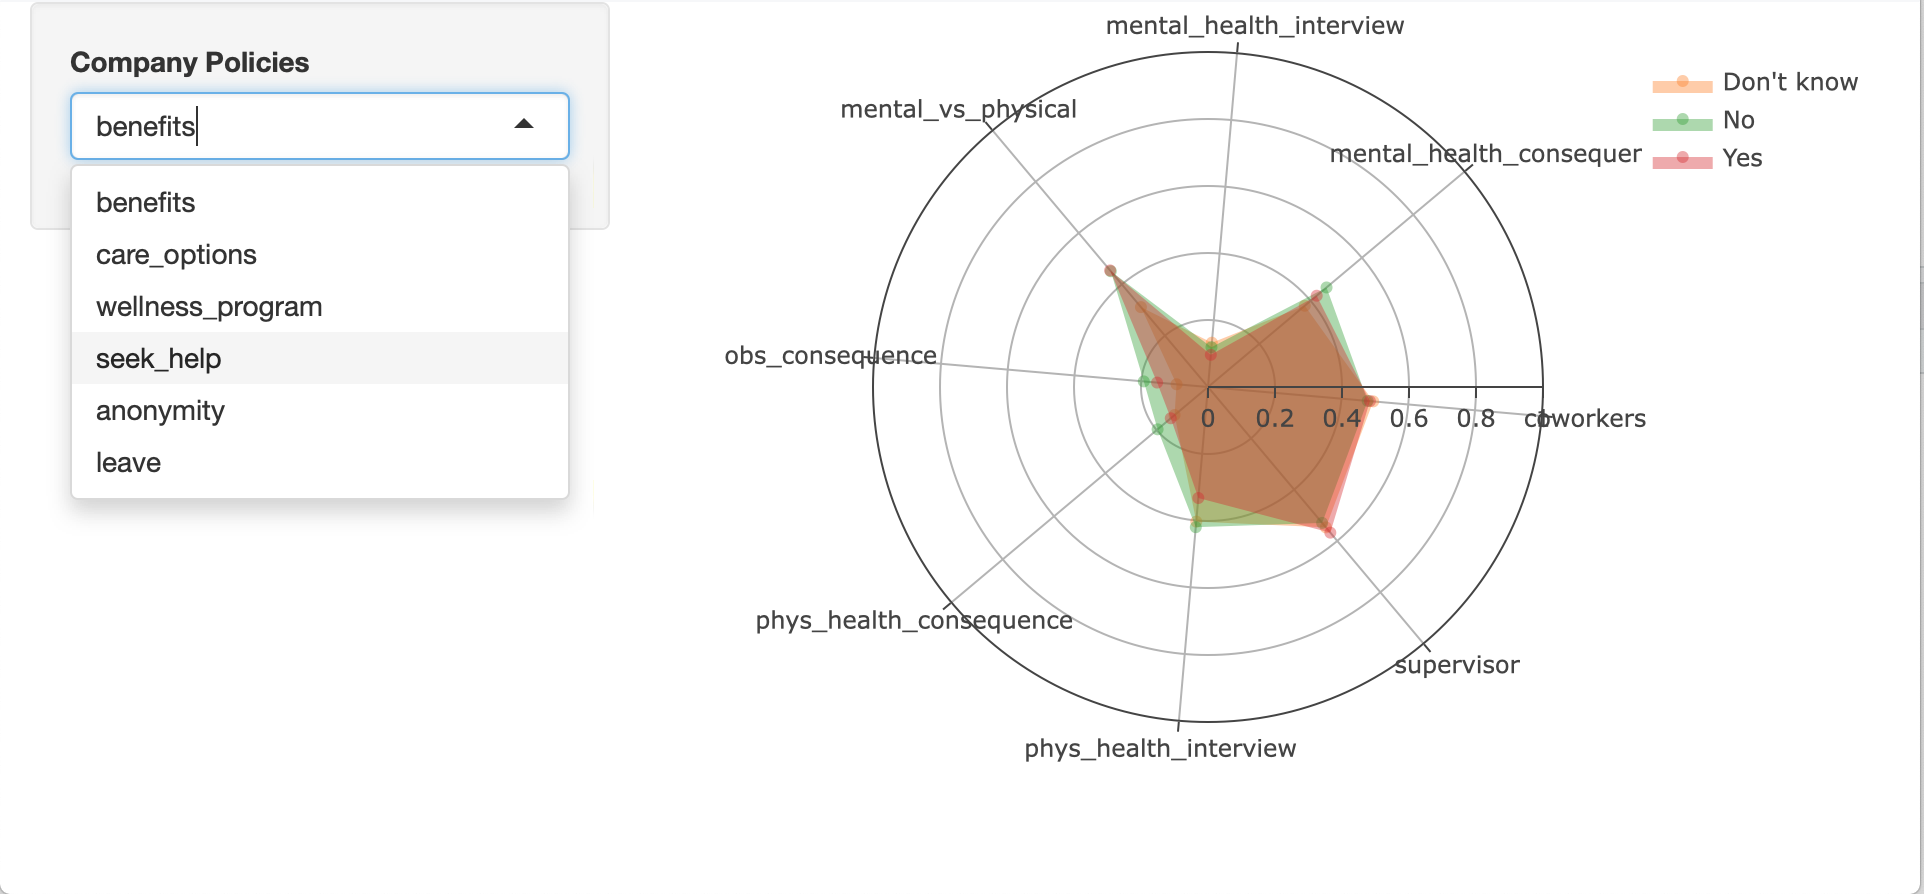 Company Policies
benefits
benefits
care_options
wellness_program
seek_help
anonymity
leave
mental_health_interview
mental_vs_physical
mental_health_consequer
obs_consequence
coworkers
0
0.2
0.4
0.6
0.8
1
phys_health_consequence
supervisor
phys_health_interview
Don't know
No
Yes